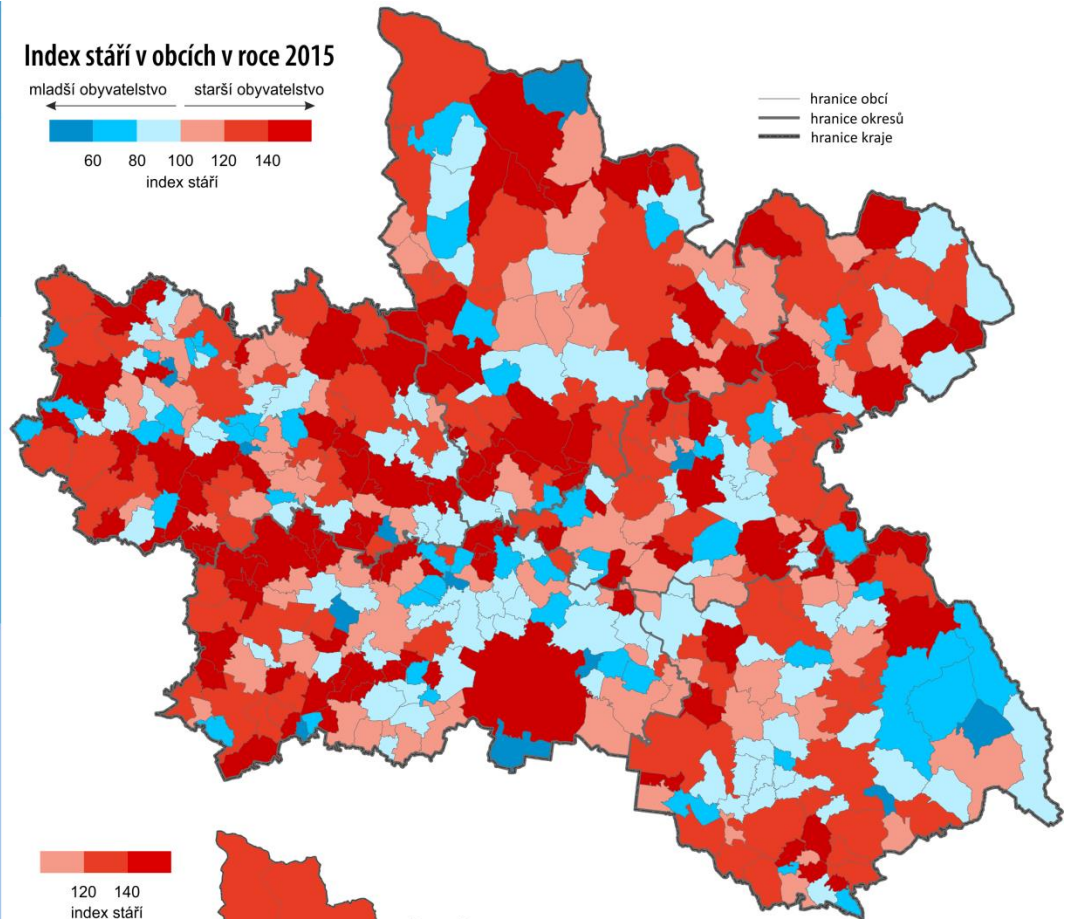 Index stáří v obcích v roce 2015
mladší obyvatelstvo starší obyvatelstvo
60 80 100 120 140
index stáří
hranice obcí
hranice okresů
hranice kraje
120 140
index stáří